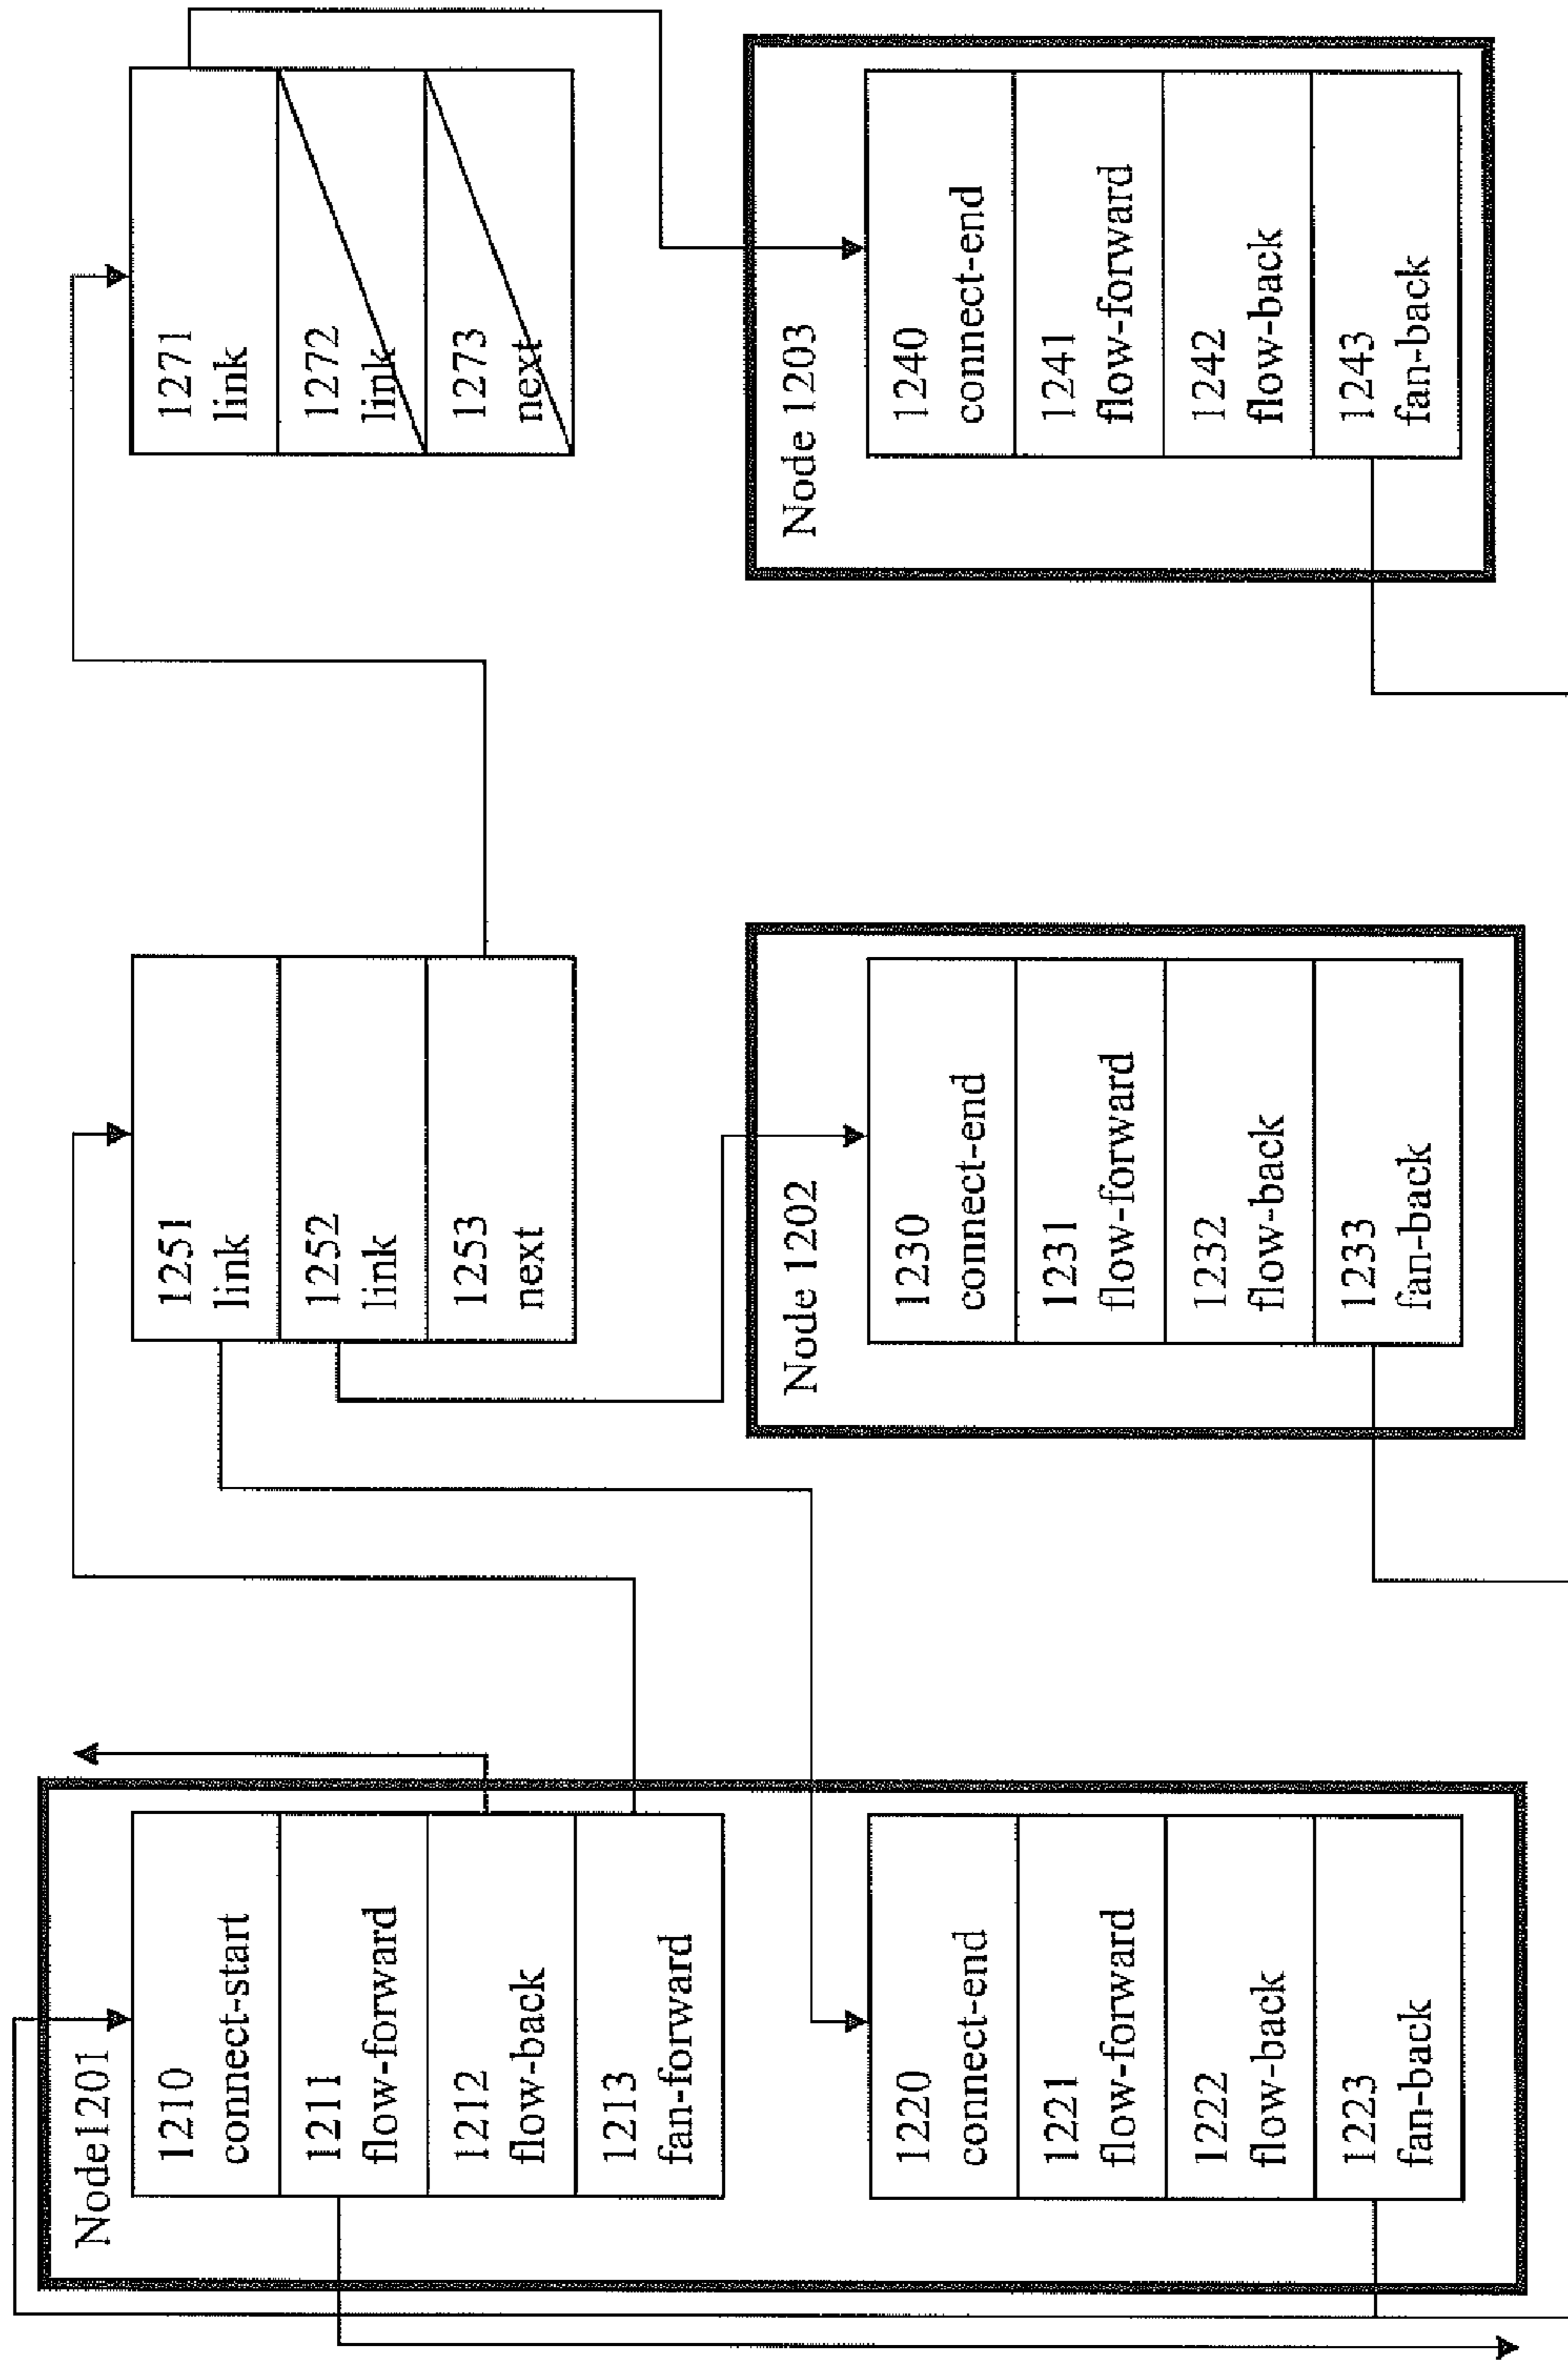 Node1201
1210
connect-start
1211
flow-forward
1212
flow-back
1213
fan-forward
1220
connect-end
1221
flow-forward
1222
flow-back
1223
fan-back
1251
link
1252
link
1253
next
Node 1202
1230
connect-end
1231
flow-forward
1232
flow-back
1233
fan-back
1271
link
1272
link
1273
next
Node 1203
1240
connect-end
1241
flow-forward
1242
flow-back
1243
fan-back